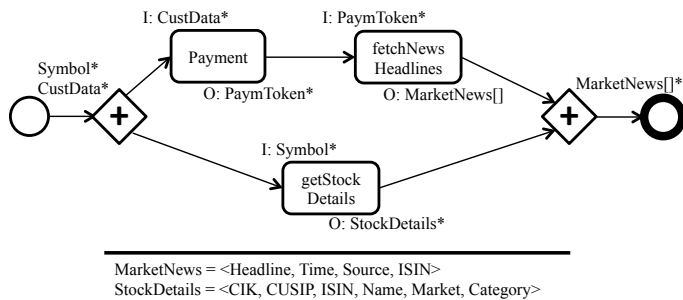 I: CustData*
I: PaymToken*
Payment
fetchNews
Headlines
Symbol*
CustData*
MarketNews[]*
O: PaymToken*
O: MarketNews[]
+
+
I: Symbol*
getStock
Details
O: StockDetails*
MarketNews = <Headline, Time, Source, ISIN>
StockDetails = <CIK, CUSIP, ISIN, Name, Market, Category>